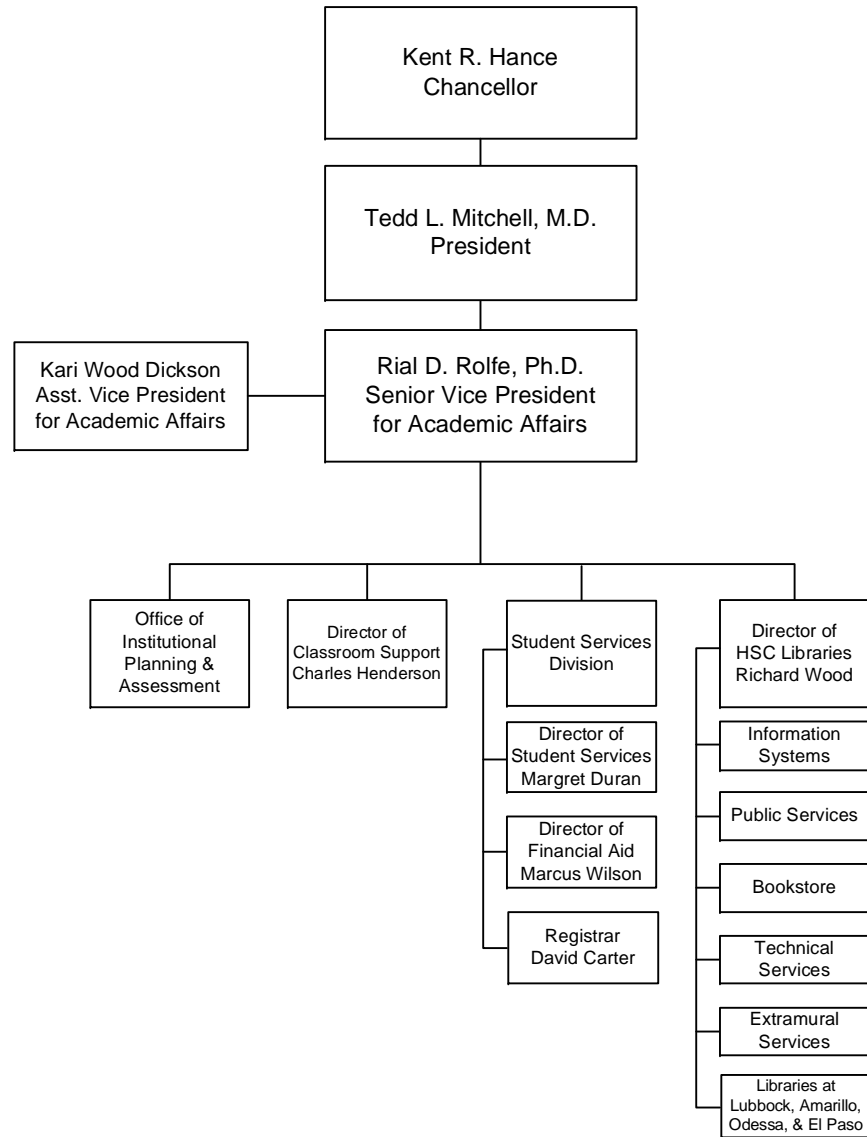 Kent R. Hance
Chancellor
Tedd L. Mitchell, M.D.
President
Kari Wood Dickson
Asst. Vice President
for Academic Affairs
Rial D. Rolfe, Ph.D.
Senior Vice President
for Academic Affairs
Office of
Institutional
Planning &
Assessment
Director of
Classroom Support
Charles Henderson
Student Services
Division
Director of
Student Services
Margret Duran
Director of
Financial Aid
Marcus Wilson
Registrar
David Carter
Director of
HSC Libraries
Richard Wood
Information
Systems
Public Services
Bookstore
Technical
Services
Extramural
Services
Libraries at
Lubbock, Amarillo,
Odessa, & El Paso